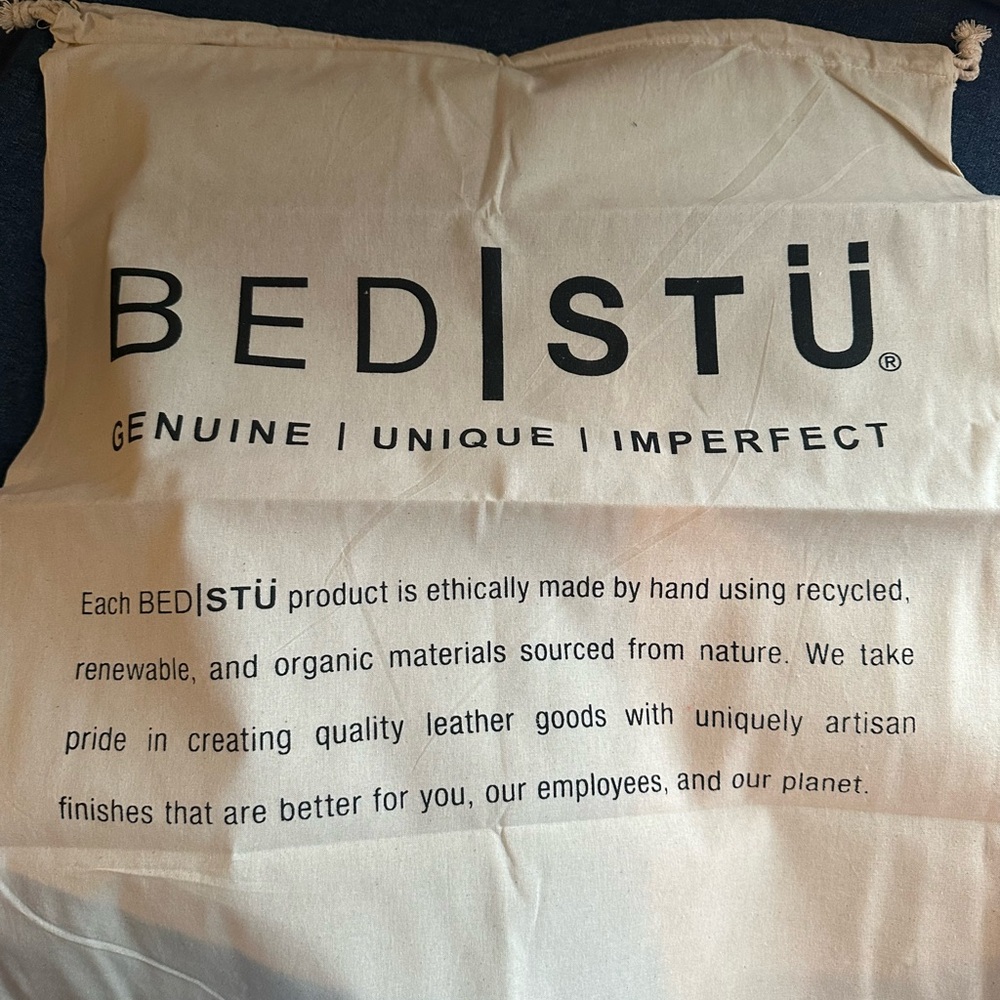 BED|STÜ®
GENUINE | UNIQUE | IMPERFECT
Each BED|STÜ product is ethically made by hand using recycled,
renewable, and organic materials sourced from nature. We take
pride in creating quality leather goods with uniquely artisan
finishes that are better for you, our employees, and our planet.